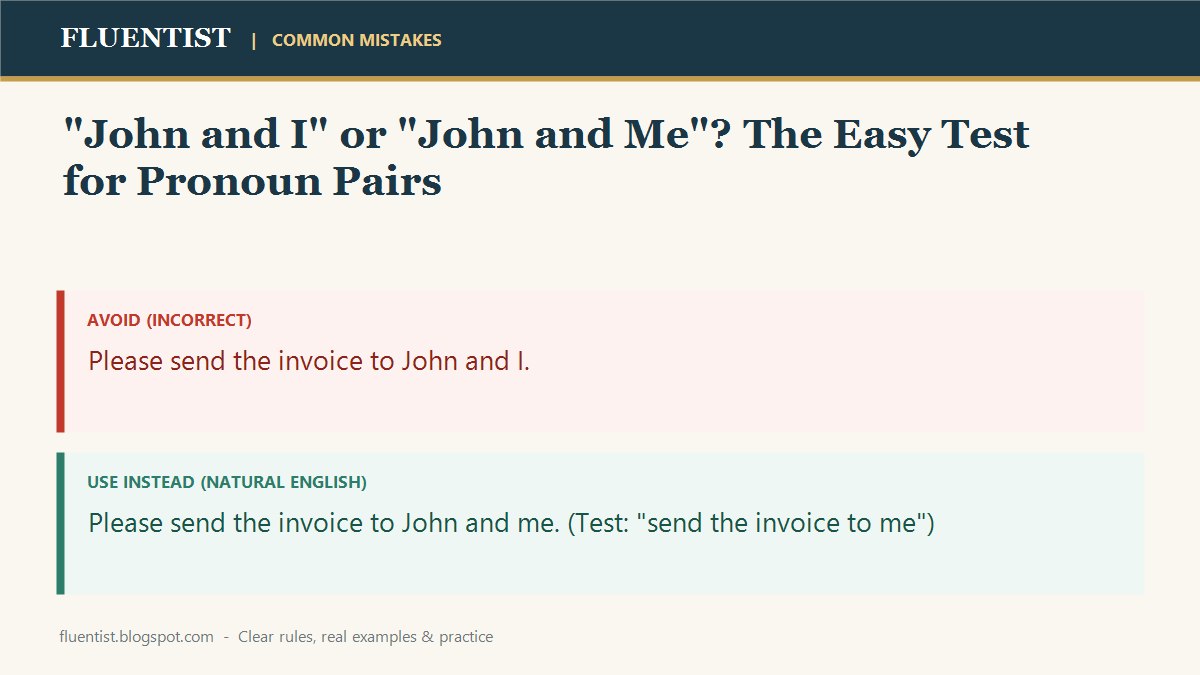 FLUENTIST | COMMON MISTAKES
"John and I" or "John and Me"? The Easy Test
for Pronoun Pairs
AVOID (INCORRECT)
Please send the invoice to John and I.
USE INSTEAD (NATURAL ENGLISH)
Please send the invoice to John and me. (Test: "send the invoice to me")
fluentist.blogspot.com - Clear rules, real examples & practice